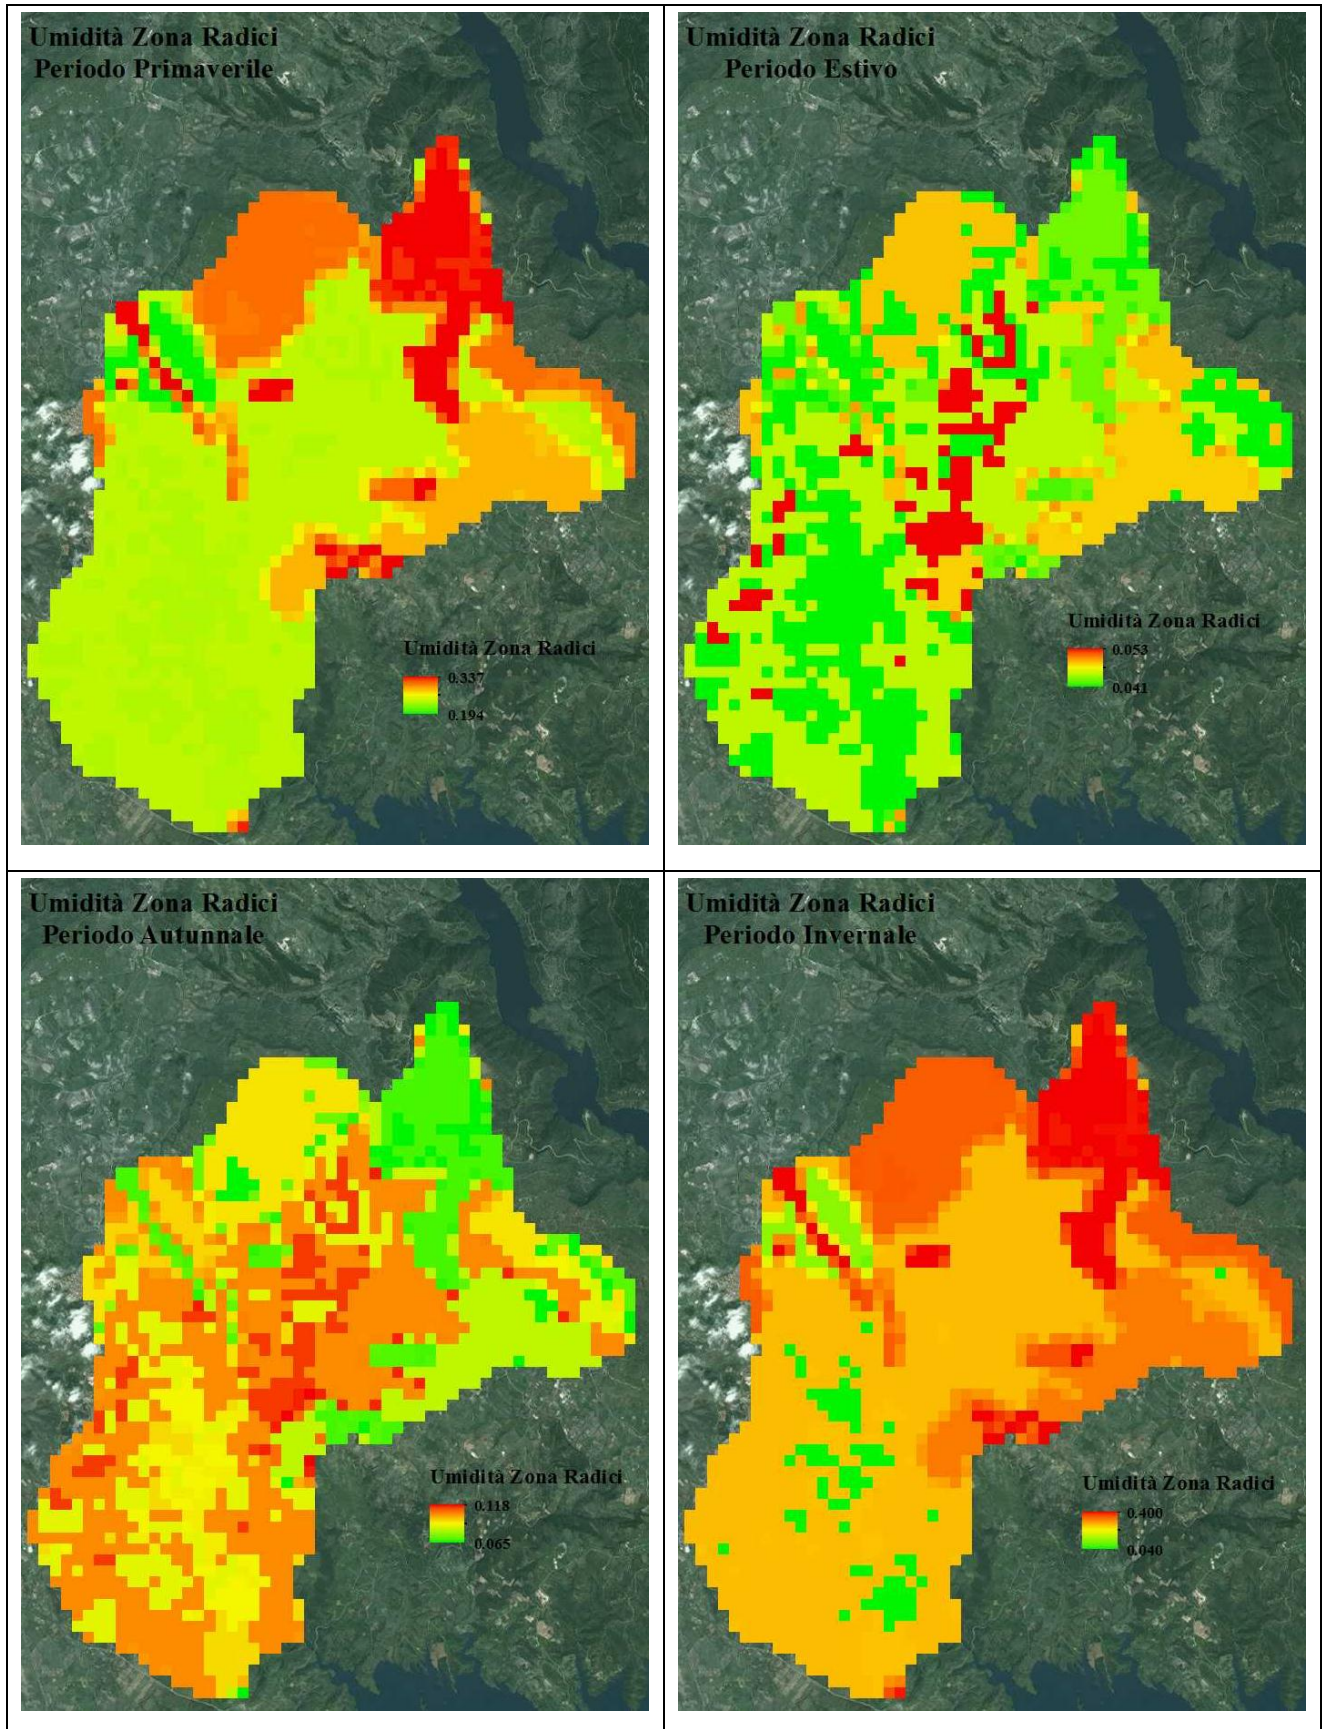 Umidità Zona Radici
Periodo Primaverile
Umidità Zona Radici
0.337
0.194
Umidità Zona Radici
Periodo Estivo
Umidità Zona Radici
0.053
0.041
Umidità Zona Radici
Periodo Autunnale
Umidità Zona Radici
0.118
0.065
Umidità Zona Radici
Periodo Invernale
Umidità Zona Radici
0.400
0.040